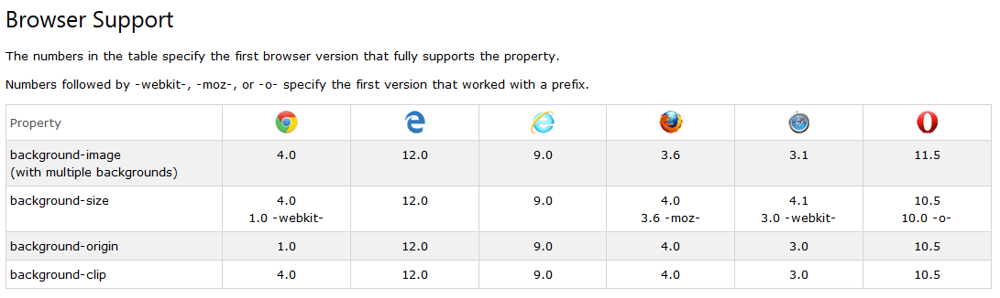 Browser Support
The numbers in the table specify the first browser version that fully supports the property.
Numbers followed by -webkit-, -moz-, or -o- specify the first version that worked with a prefix.
Property
background-image 4.0 12.0 9.0 3.6 3.1 11.5
(with multiple backgrounds)
background-size 4.0 12.0 9.0 4.0 4.1 10.5
1.0 -webkit- 3.6 -moz- 3.0 -webkit- 10.0 -o-
background-origin 1.0 12.0 9.0 4.0 3.0 10.5
background-clip 4.0 12.0 9.0 4.0 3.0 10.5